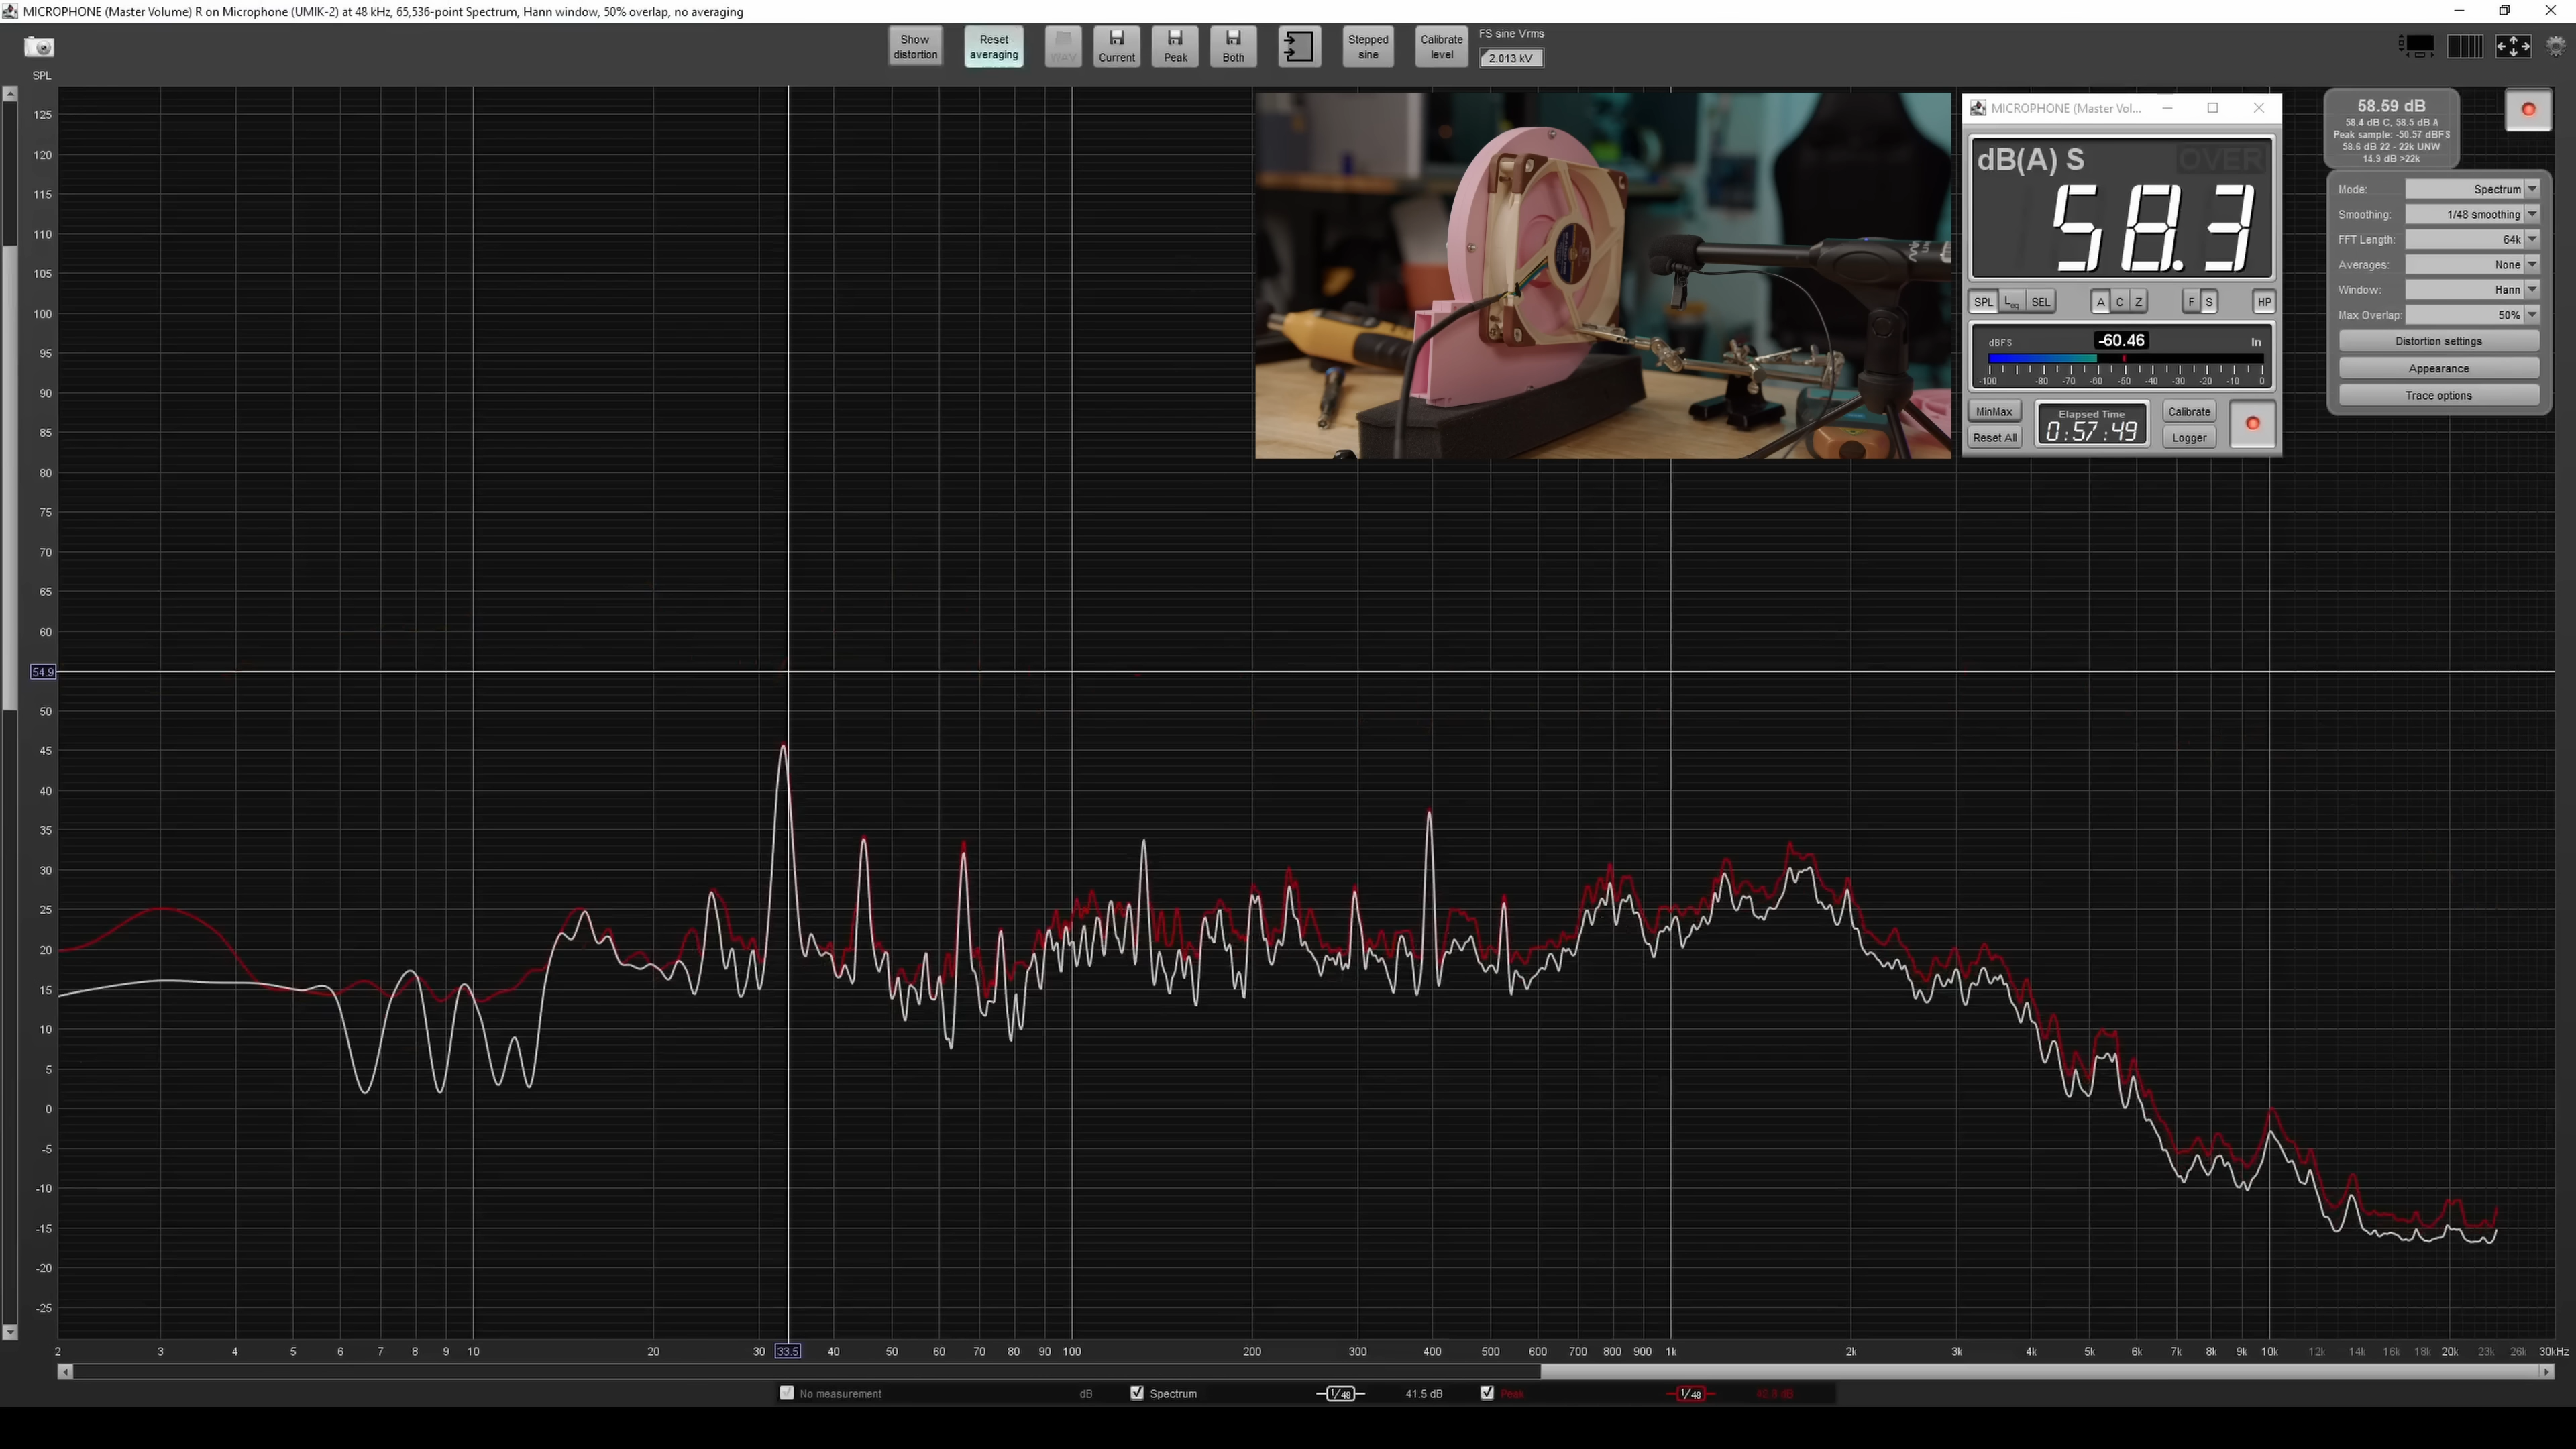 MICROPHONE (Master Volume) R on Microphone (UMIK-2) at 48 kHz, 65,536-point Spectrum, Hann window, 50% overlap, no averaging
Show
distortion
Reset
averaging
WAV
Current
Peak
Both
Stepped
sine
Calibrate
level
FS sine Vrms
2.013 kV
SPL
125
120
115
110
105
100
95
90
85
80
75
70
65
60
54.9
50
45
40
35
30
25
20
15
10
5
0
-5
-10
-15
-20
-25
MICROPHONE (Master Vol...
dB(A) S
OVER
58.3
SPL Leq SEL A C Z F S HP
dBFS -60.46 In
-100 -80 -70 -60 -50 -40 -30 -20 -10 0
MinMax
Reset All
Elapsed Time
0:57:49
Calibrate
Logger
58.59 dB
58.4 dB C, 58.5 dB A
Peak sample: -50.57 dBFS
58.6 dB 22 - 22k UNW
14.9 dB >22k
Mode: Spectrum
Smoothing: 1/48 smoothing
FFT Length: 64k
Averages: None
Window: Hann
Max Overlap: 50%
Distortion settings
Appearance
Trace options
2 3 4 5 6 7 8 9 10 20 30 33.5 40 50 60 70 80 90 100 200 300 400 500 600 700 800 900 1k 2k 3k 4k 5k 6k 7k 8k 9k 10k 12k 14k 16k 18k 20k 23k 26k 30kHz
No measurement dB Spectrum 1/48 41.5 dB Peak 1/48